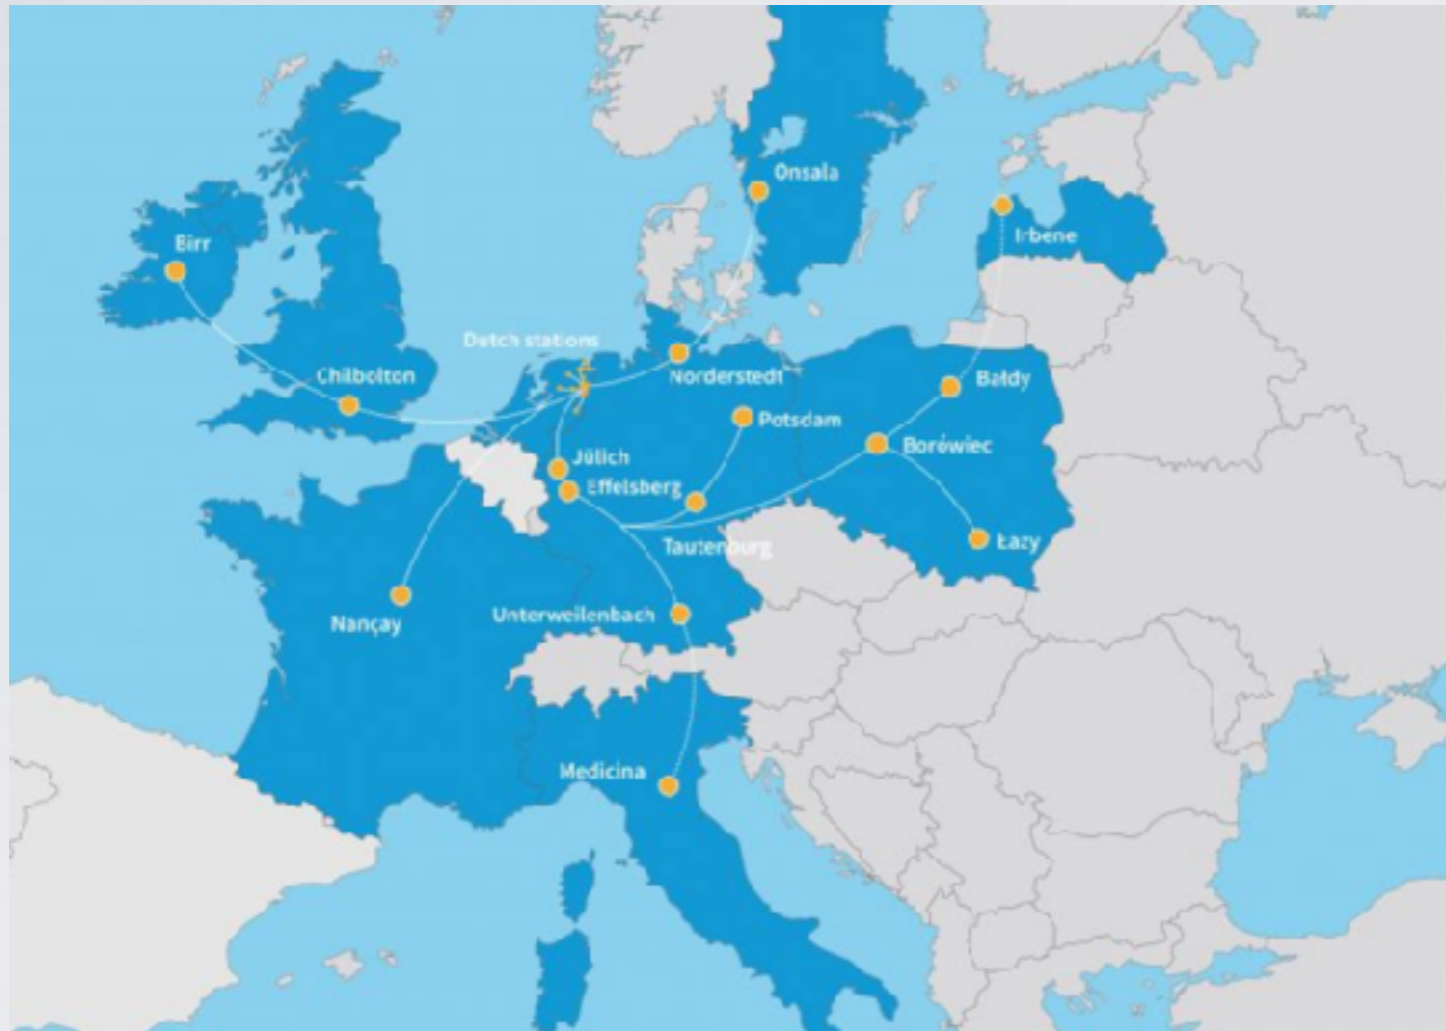 Onsala
Birr
Irbene
Dutch stations
Chilbolton
Norderstedt
Bałdy
Potsdam
Borówiec
Jülich
Effelsberg
Łazy
Tautenburg
Unterweilenbach
Nançay
Medicina